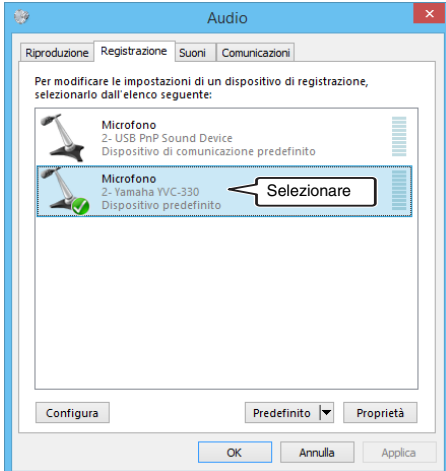 Audio
Riproduzione Registrazione Suoni Comunicazioni
Per modificare le impostazioni di un dispositivo di registrazione,
selezionarlo dall'elenco seguente:
Microfono
2- USB PnP Sound Device
Dispositivo di comunicazione predefinito
Microfono
2- Yamaha YVC-330
Dispositivo predefinito
Selezionare
Configura Predefinito Proprietà
OK Annulla Applica